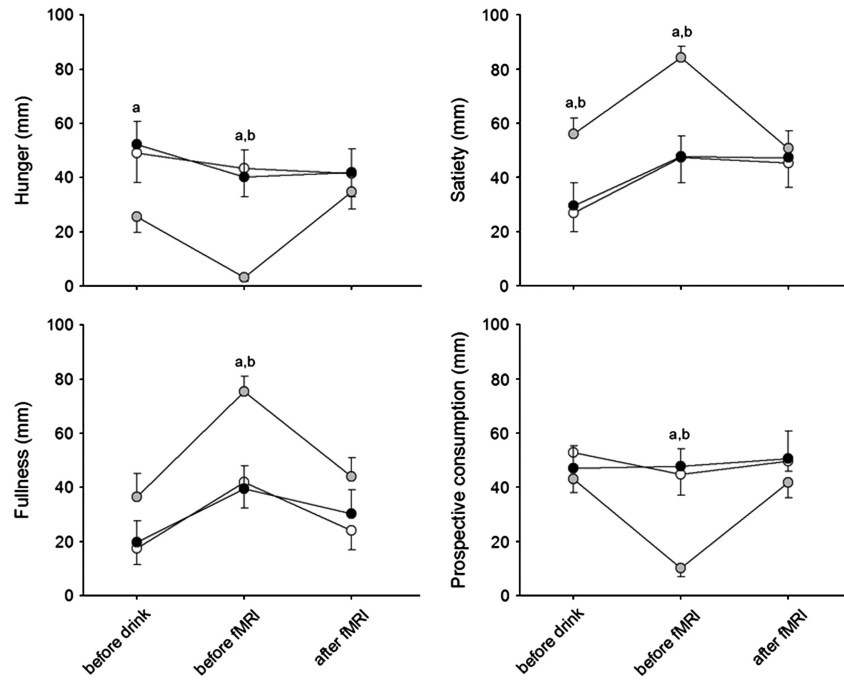 100
80
60
40
20
0
Hunger (mm)
a
a,b
100
80
60
40
20
0
Satiety (mm)
a,b
a,b
100
80
60
40
20
0
Fullness (mm)
a,b
before drink
before fMRI
after fMRI
100
80
60
40
20
0
Prospective consumption (mm)
a,b
before drink
before fMRI
after fMRI